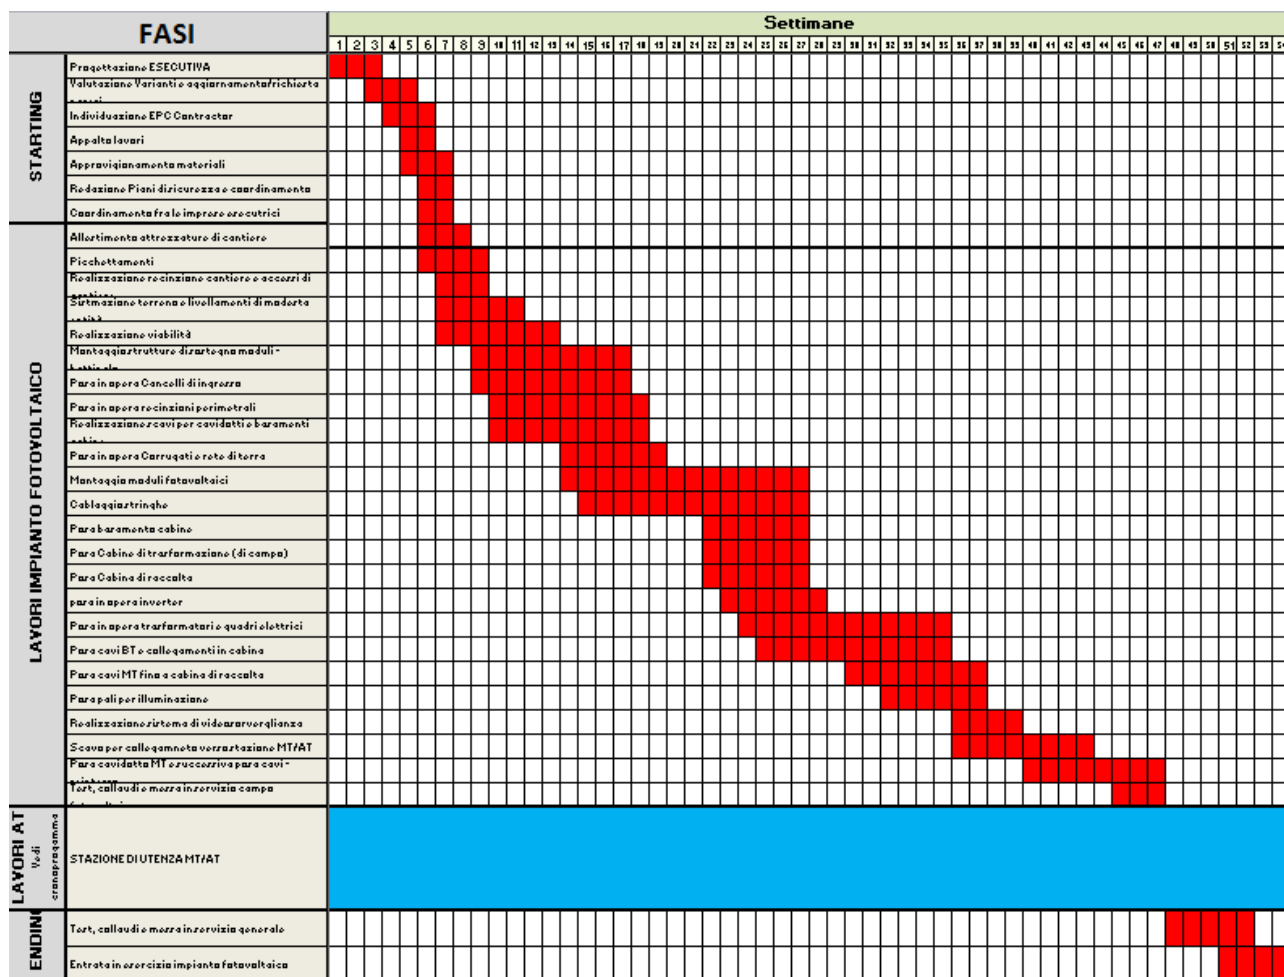 FASI
Settimane
1 2 3 4 5 6 7 8 9 10 11 12 13 14 15 16 17 18 19 20 21 22 23 24 25 26 27 28 29 30 31 32 33 34 35 36 37 38 39 40 41 42 43 44 45 46 47 48 49 50 51 52 53
STARTING
Progettazione ESECUTIVA
Valutazione Varianti e aggiornamento/richiesta
Individuazione EPC Contractor
Appalto lavori
Approvigionamento materiali
Redazione Piani di sicurezza e coordinamento
Coordinamento fra le imprese esecutrici
LAVORI IMPIANTO FOTOVOLTAICO
Allestimento attrezzature di cantiere
Picchettamenti
Realizzazione recinzione cantiere e accessi di
Sistmazione terreno e livellamenti di modesta
Realizzazione viabilità
Montaggio strutture di sostegno moduli -
Posa in opera Cancelli di ingresso
Posa in opera recinzioni perimetrali
Realizzazione scavi per cavidotti e basamenti
Posa in opera Corrugati e rete di terra
Montaggio moduli fotovoltaici
Cablaggio stringhe
Posa basamento cabine
Posa Cabine di trasformazione (di campo)
Posa Cabina di raccolta
posa in opera inverter
Posa in opera trasformatori e quadri elettrici
Posa cavi BT e collegamenti in cabina
Posa cavi MT fino a cabina di raccolta
Posa pali per illuminazione
Realizzazione sistema di videosorveglianza
Scavo per collegamneto verso stazione MT/AT
Posa cavidotto MT e successiva posa cavi -
Test, collaudi e messa in servizio campo
LAVORI AT
Vedi
cronoprogamma
STAZIONE DI UTENZA MT/AT
Test, collaudi e messa in servizio generale
Entrata in esercizio impianto fotovoltaico